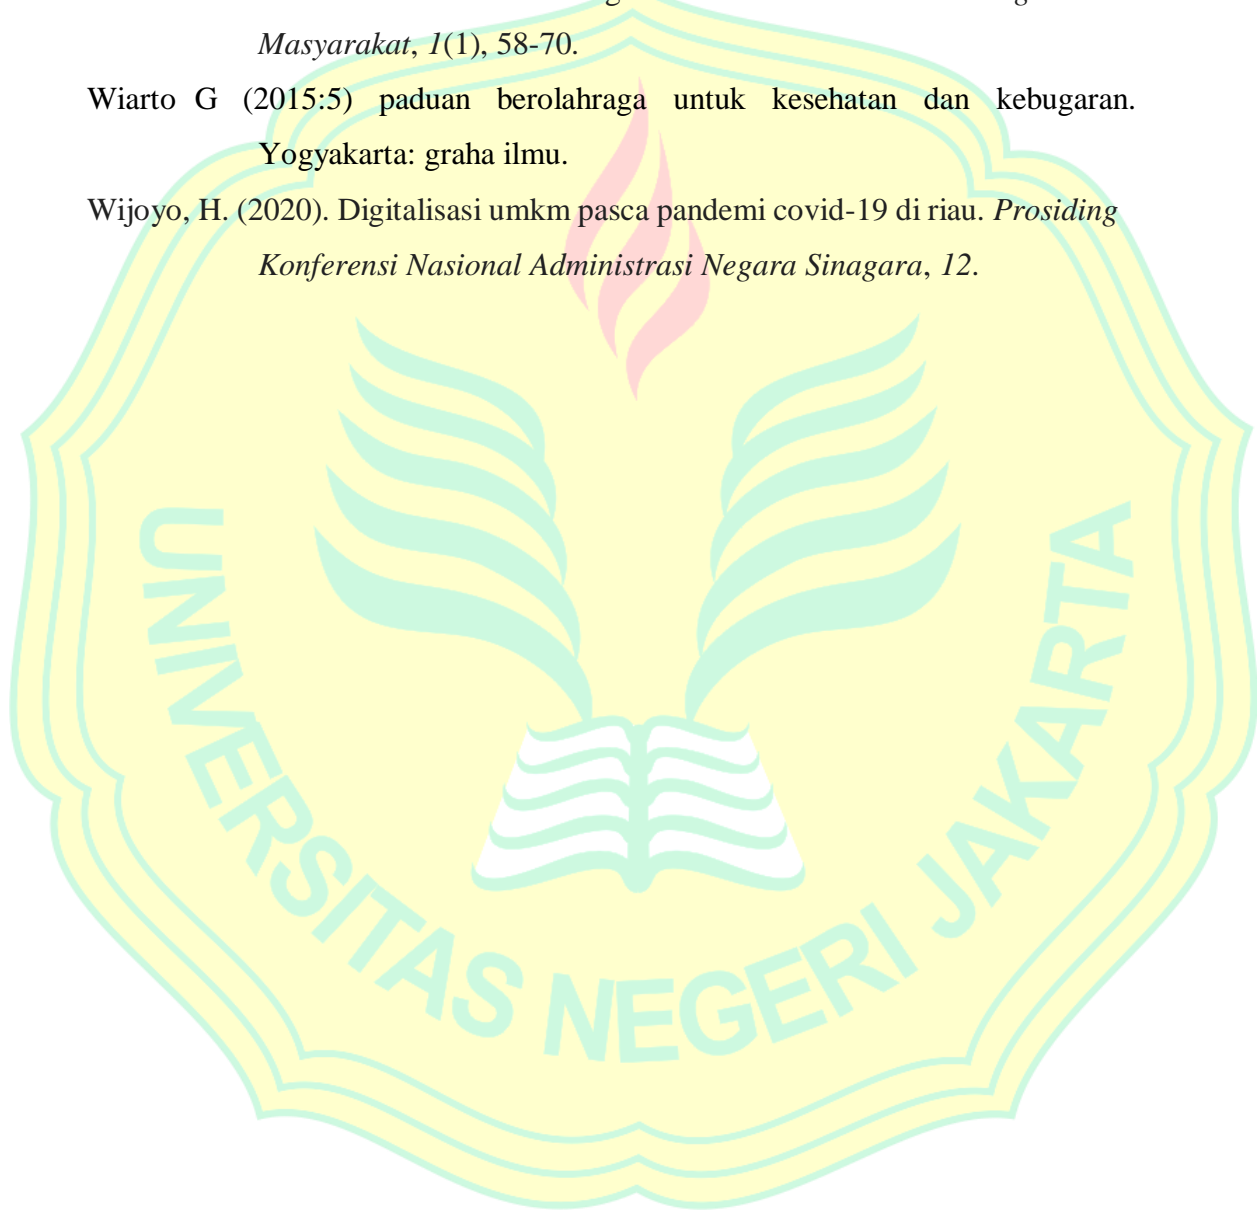 Masyarakat, 1(1), 58-70.
Wiarto G (2015:5) paduan berolahraga untuk kesehatan dan kebugaran.
Yogyakarta: graha ilmu.
Wijoyo, H. (2020). Digitalisasi umkm pasca pandemi covid-19 di riau. Prosiding
Konferensi Nasional Administrasi Negara Sinagara, 12.
UNIVERSITAS NEGERI JAKARTA